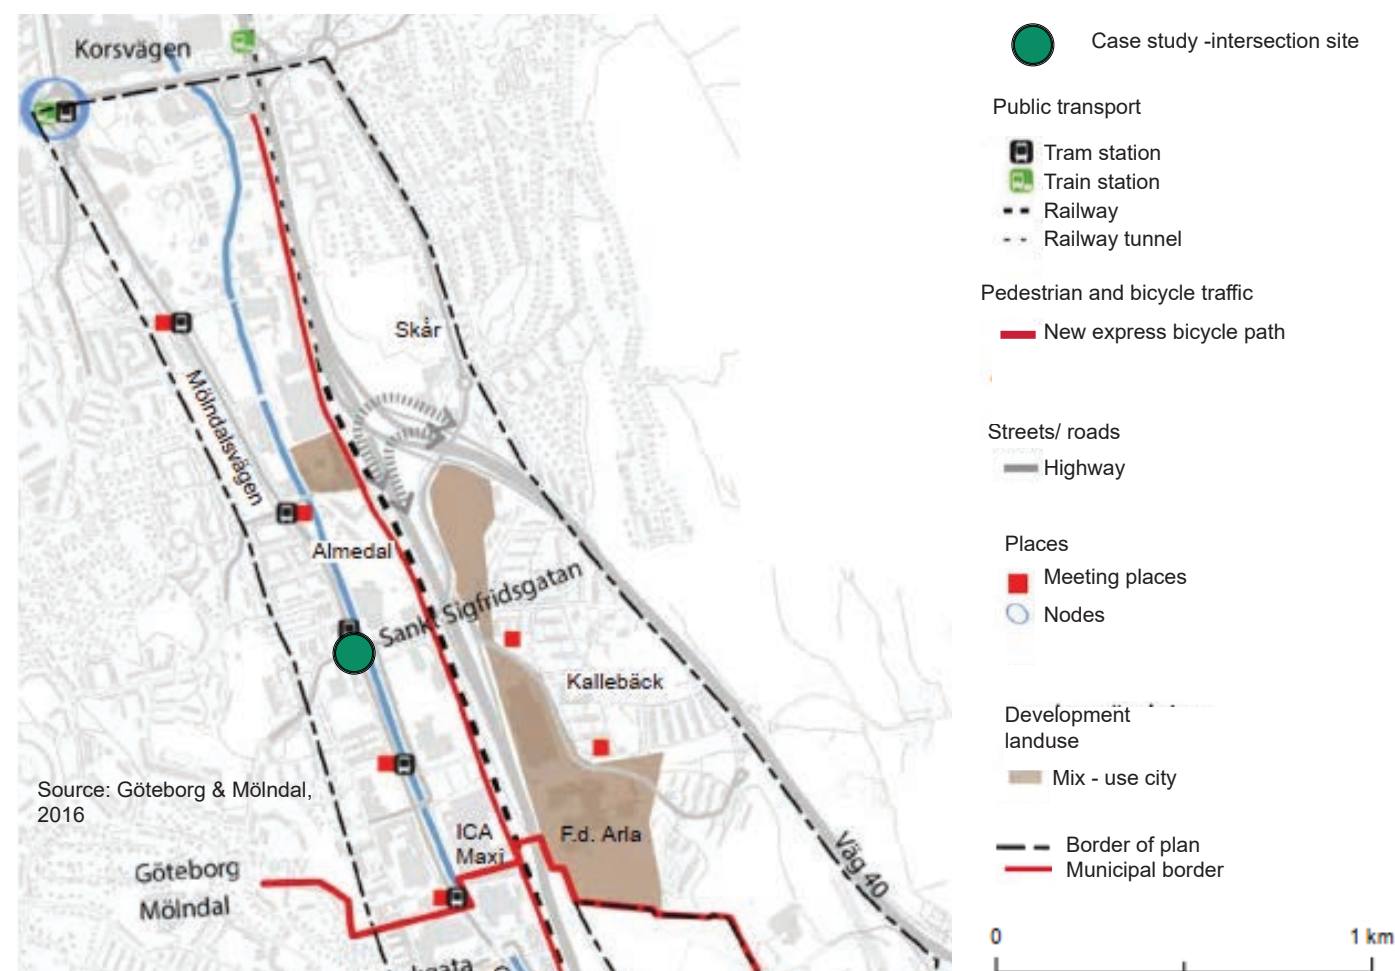 Korsvägen
Skår
Mölndalsvägen
Almedal
Sankt Sigfridsgatan
Kallebäck
Source: Göteborg & Mölndal,
2016
ICA
Maxi
F.d. Arla
Väg 40
Göteborg
Mölndal
Case study -intersection site
Public transport
Tram station
Train station
Railway
Railway tunnel
Pedestrian and bicycle traffic
New express bicycle path
Streets/ roads
Highway
Places
Meeting places
Nodes
Development
landuse
Mix - use city
Border of plan
Municipal border
0 1 km